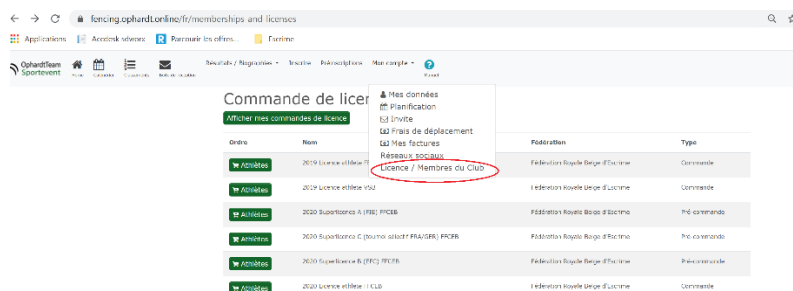 fencing.ophardt.online/fr/memberships-and-licenses
Applications Accdesk sdworx Parcourir les offres... Escrime
OphardtTeam
Sportevent
Résultats / Biographies Inscrire Préinscriptions Mon compte
Mes données
Planification
Invite
Frais de déplacement
Mes factures
Réseaux sociaux
Licence / Membres du Club
Commande de licen
Afficher mes commandes de licence
Ordre Nom Fédération Type
Athlètes 2019 Licence athlète Fédération Royale Belge d'Escrime Commande
Athlètes 2019 Licence athlète VSB Fédération Royale Belge d'Escrime Commande
Athlètes 2020 Superlicence A (FIE) FFCEB Fédération Royale Belge d'Escrime Pré-commande
Athlètes 2020 Superlicence A (tournoi sélectif FRA/GER) FFCEB Fédération Royale Belge d'Escrime Pré-commande
Athlètes 2020 Superlicence B (EFC) FFCEB Fédération Royale Belge d'Escrime Pré-commande
Athlètes 2020 Licence athlète Fédération Royale Belge d'Escrime Commande